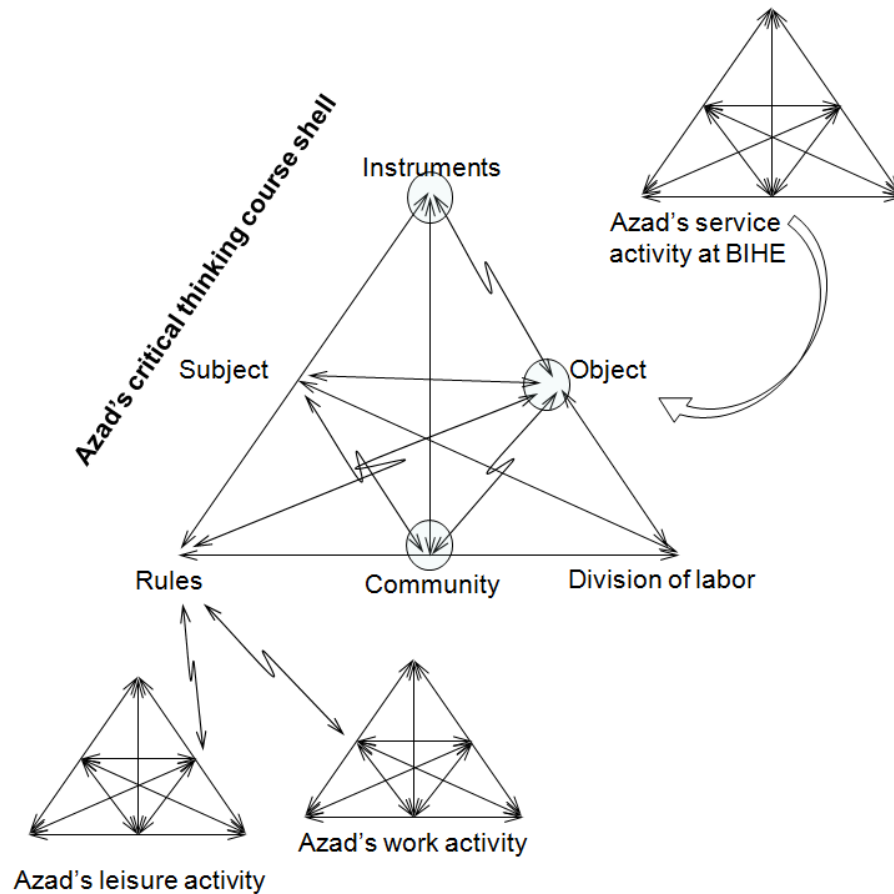 Azad's critical thinking course shell
Instruments
Azad's service
activity at BIHE
Subject
Object
Rules
Community
Division of labor
Azad's work activity
Azad's leisure activity